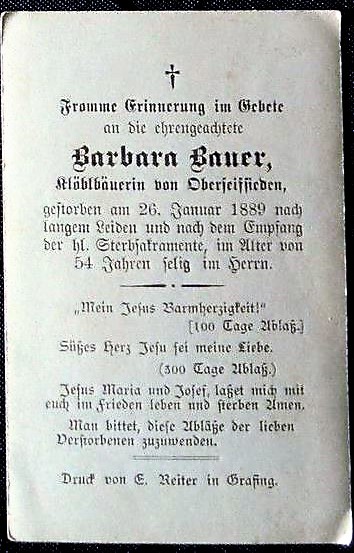 †
Fromme Erinnerung im Gebete
an die ehrengeachtete
Barbara Bauer,
Klöblbäuerin von Oberseifsieden,
gestorben am 26. Januar 1889 nach
langem Leiden und nach dem Empfang
der hl. Sterbsakramente, im Alter von
54 Jahren selig im Herrn.
„Mein Jesus Barmherzigkeit!"
[100 Tage Ablaß.]
Süßes Herz Jesu sei meine Liebe.
(300 Tage Ablaß.)
Jesus Maria und Josef, laßet mich mit
euch im Frieden leben und sterben Amen.
Man bittet, diese Abläße der lieben
Verstorbenen zuzuwenden.
Druck von E. Reiter in Grafing.